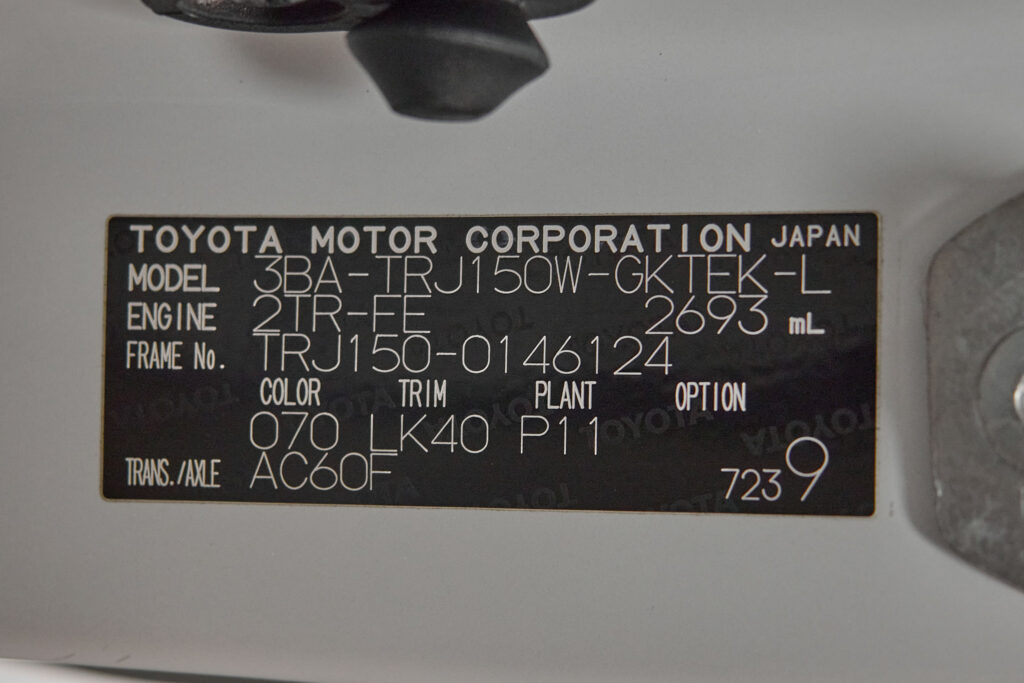 TOYOTA MOTOR CORPORATION JAPAN
MODEL 3BA-TRJ150W-GKTEK-L
ENGINE 2TR-FE 2693 mL
FRAME No. TRJ150-0146124
COLOR TRIM PLANT OPTION
070 LK40 P11
TRANS./AXLE AC60F 7239